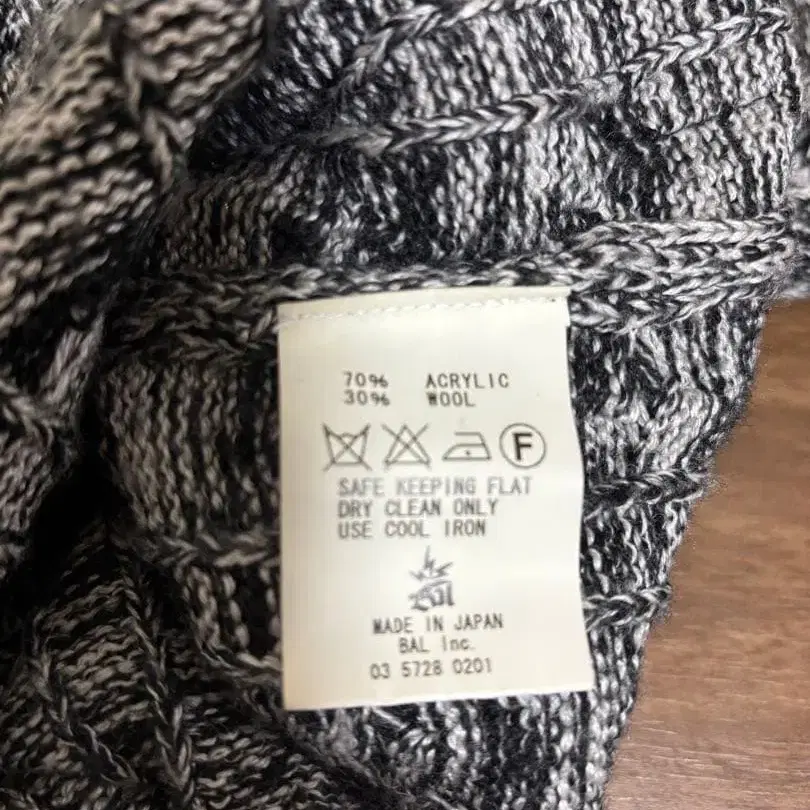 70% ACRYLIC
30% WOOL
F
SAFE KEEPING FLAT
DRY CLEAN ONLY
USE COOL IRON
MADE IN JAPAN
BAL Inc.
03 5728 0201